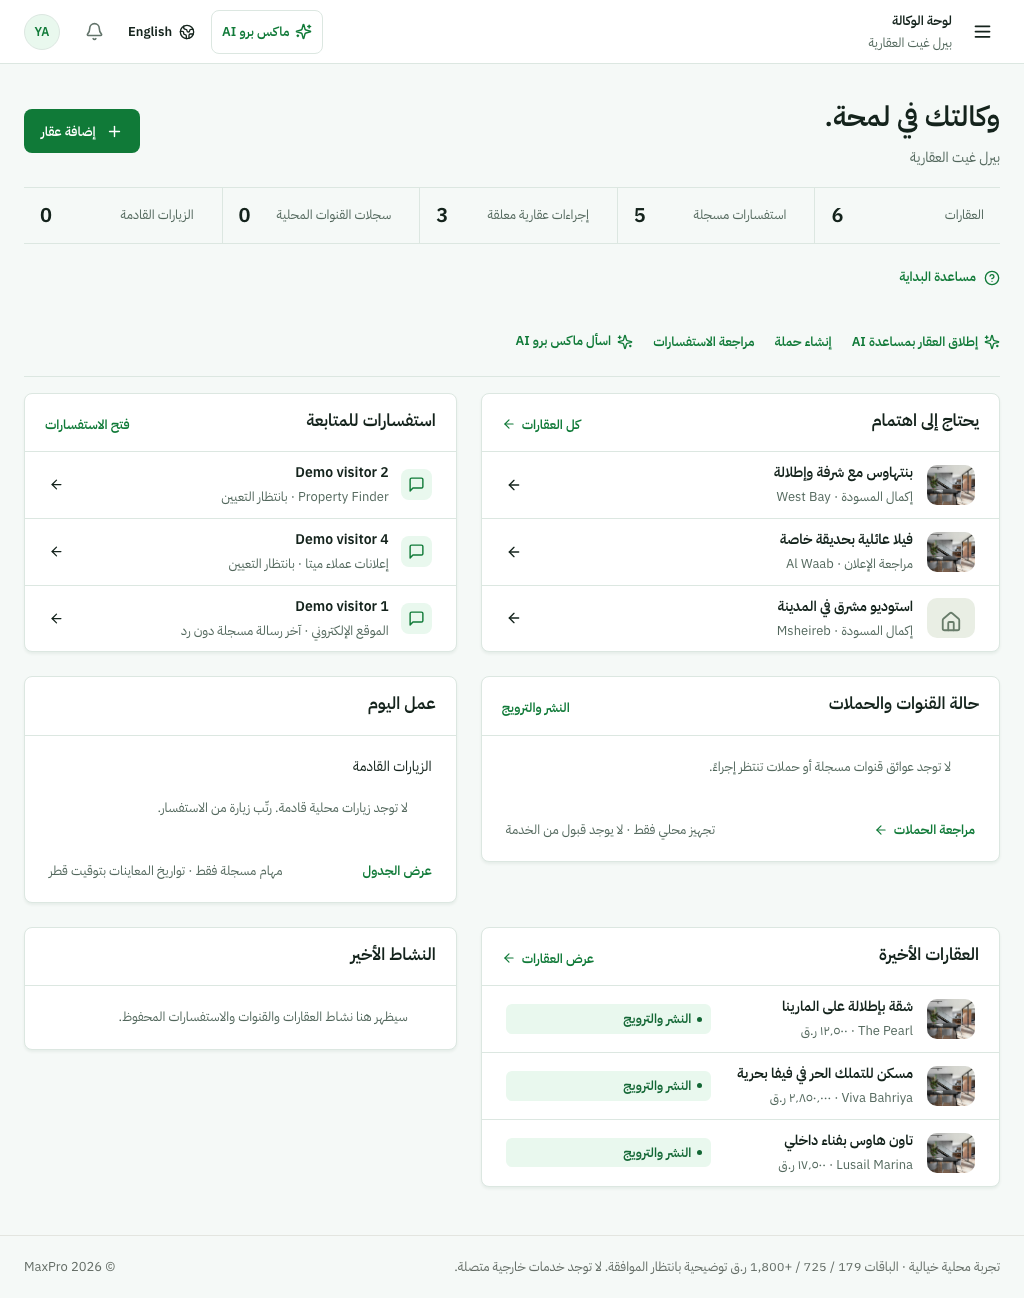 لوحة الوكالة
بيرل غيت العقارية
ماكس برو AI
English
YA
وكالتك في لمحة.
بيرل غيت العقارية
إضافة عقار
العقارات 6
استفسارات مسجلة 5
إجراءات عقارية معلقة 3
سجلات القنوات المحلية 0
الزيارات القادمة 0
مساعدة البداية
إطلاق العقار بمساعدة AI
إنشاء حملة
مراجعة الاستفسارات
اسأل ماكس برو AI
يحتاج إلى اهتمام
كل العقارات
بنتهاوس مع شرفة وإطلالة
إكمال المسودة · West Bay
فيلا عائلية بحديقة خاصة
مراجعة الإعلان · Al Waab
استوديو مشرق في المدينة
إكمال المسودة · Msheireb
استفسارات للمتابعة
فتح الاستفسارات
Demo visitor 2
Property Finder · بانتظار التعيين
Demo visitor 4
إعلانات عملاء ميتا · بانتظار التعيين
Demo visitor 1
الموقع الإلكتروني · آخر رسالة مسجلة دون رد
حالة القنوات والحملات
النشر والترويج
لا توجد عوائق قنوات مسجلة أو حملات تنتظر إجراءً.
مراجعة الحملات
تجهيز محلي فقط · لا يوجد قبول من الخدمة
عمل اليوم
الزيارات القادمة
لا توجد زيارات محلية قادمة. رتّب زيارة من الاستفسار.
عرض الجدول
مهام مسجلة فقط · تواريخ المعاينات بتوقيت قطر
العقارات الأخيرة
عرض العقارات
شقة بإطلالة على المارينا
The Pearl · ١٢٬٥٠٠ ر.ق
النشر والترويج
مسكن للتملك الحر في فيفا بحرية
Viva Bahriya · ٢٬٨٥٠٬٠٠٠ ر.ق
النشر والترويج
تاون هاوس بفناء داخلي
Lusail Marina · ١٧٬٥٠٠ ر.ق
النشر والترويج
النشاط الأخير
سيظهر هنا نشاط العقارات والقنوات والاستفسارات المحفوظ.
تجربة محلية خيالية · الباقات 179 / 725 / +1,800 ر.ق توضيحية بانتظار الموافقة. لا توجد خدمات خارجية متصلة.
© 2026 MaxPro